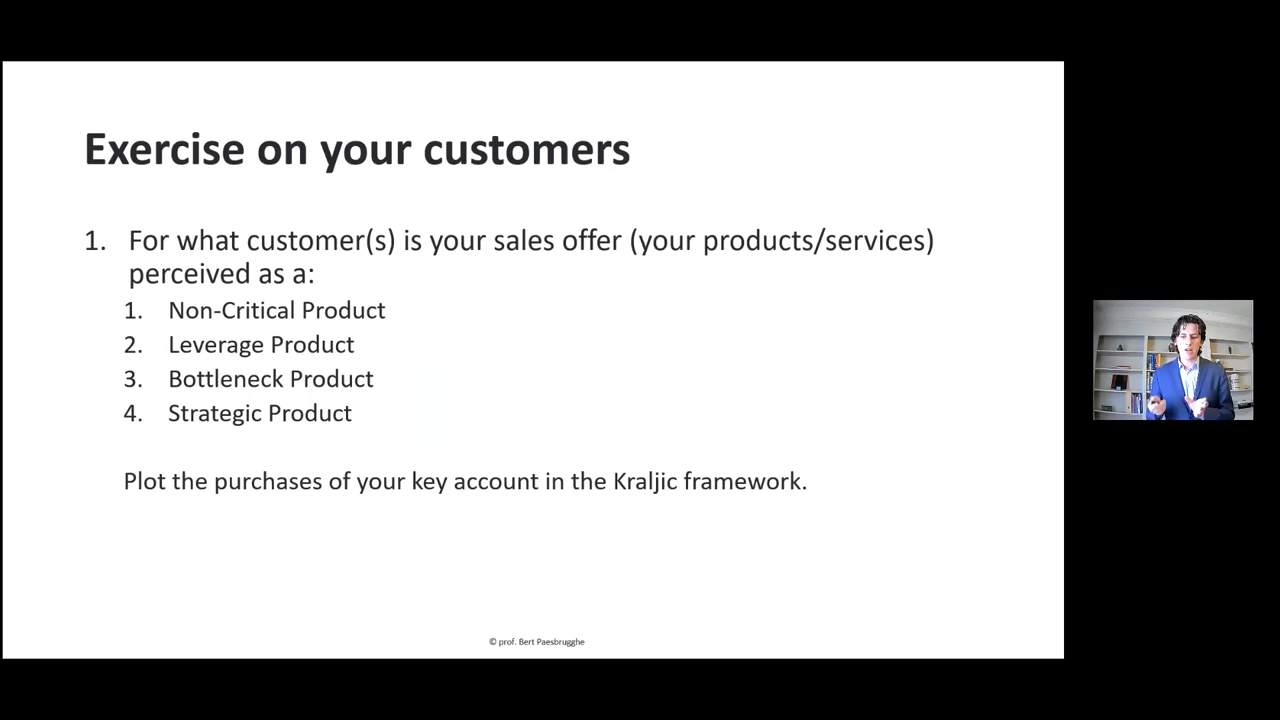 Exercise on your customers
1. For what customer(s) is your sales offer (your products/services)
perceived as a:
1. Non-Critical Product
2. Leverage Product
3. Bottleneck Product
4. Strategic Product
Plot the purchases of your key account in the Kraljic framework.
© prof. Bert Paesbrugghe